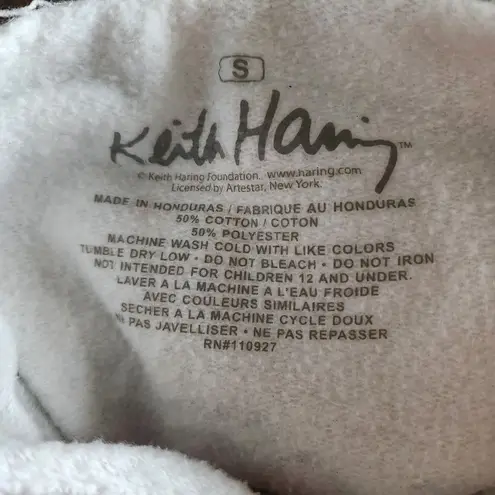 S
Keith Haring™
© Keith Haring Foundation. www.haring.com
Licensed by Artestar, New York.
MADE IN HONDURAS / FABRIQUE AU HONDURAS
50% COTTON / COTON
50% POLYESTER
MACHINE WASH COLD WITH LIKE COLORS
TUMBLE DRY LOW • DO NOT BLEACH • DO NOT IRON
NOT INTENDED FOR CHILDREN 12 AND UNDER.
LAVER A LA MACHINE A L'EAU FROIDE
AVEC COULEURS SIMILAIRES
SECHER A LA MACHINE CYCLE DOUX
PAS JAVELLISER • NE PAS REPASSER
RN#110927